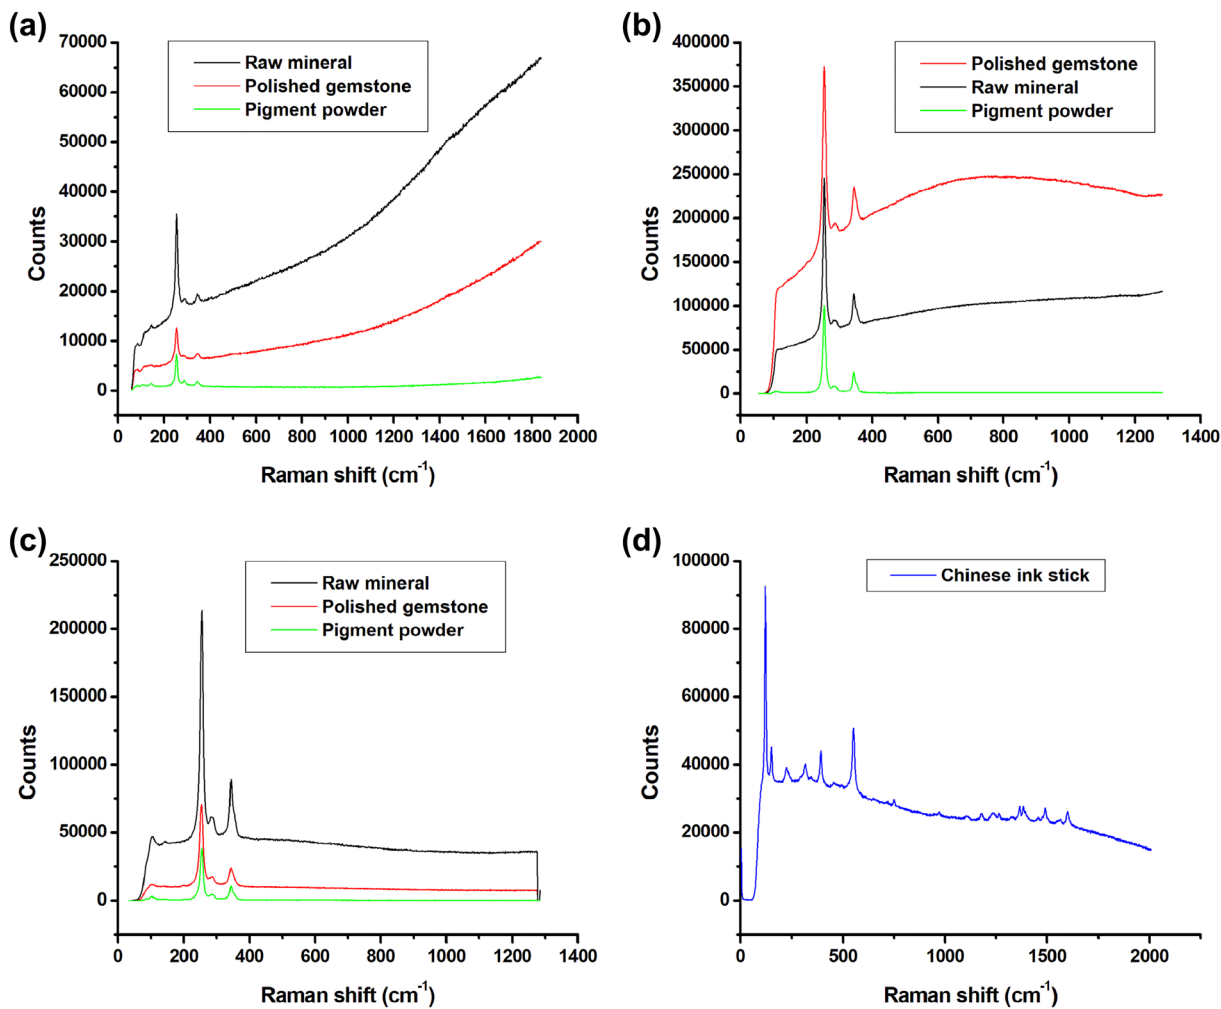 (a)
70000
60000
50000
40000
30000
20000
10000
0
Counts
Raw mineral
Polished gemstone
Pigment powder
0 200 400 600 800 1000 1200 1400 1600 1800 2000
Raman shift (cm-1)
(b)
400000
350000
300000
250000
200000
150000
100000
50000
0
Counts
Polished gemstone
Raw mineral
Pigment powder
0 200 400 600 800 1000 1200 1400
Raman shift (cm-1)
(c)
250000
200000
150000
100000
50000
0
Counts
Raw mineral
Polished gemstone
Pigment powder
0 200 400 600 800 1000 1200 1400
Raman shift (cm-1)
(d)
100000
80000
60000
40000
20000
0
Counts
Chinese ink stick
0 500 1000 1500 2000
Raman shift (cm-1)